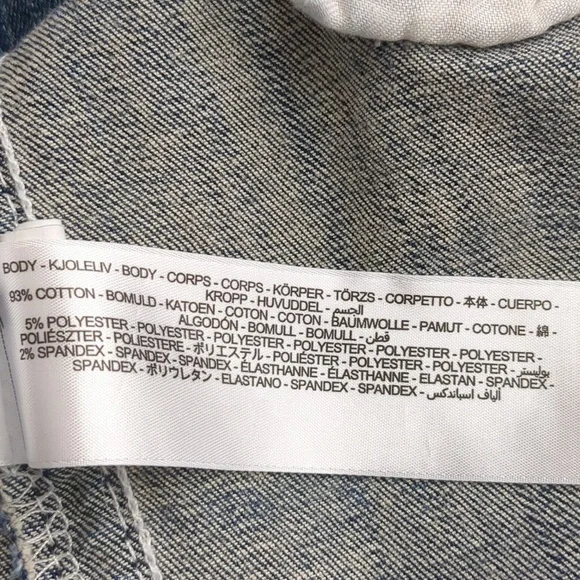 BODY - KJOLELIV - BODY - CORPS - CORPS - KÖRPER - TÖRZS - CORPETTO - 本体 - CUERPO -
KROPP - HUVUDDEL - الجسم
93% COTTON - BOMULD - KATOEN - COTON - COTON - BAUMWOLLE - PAMUT - COTONE - 綿 -
ALGODÓN - BOMULL - BOMULL - قطن
5% POLYESTER - POLYESTER - POLYESTER - POLYESTER - POLYESTER - POLYESTER -
POLIÉSZTER - POLIESTERE - ポリエステル - POLIÉSTER - POLYESTER - POLYESTER - بوليستر
2% SPANDEX - SPANDEX - SPANDEX - ÉLASTHANNE - ÉLASTHANNE - ELASTAN - SPANDEX -
SPANDEX - ポリウレタン - ELASTANO - SPANDEX - SPANDEX - ألياف اسباندكس